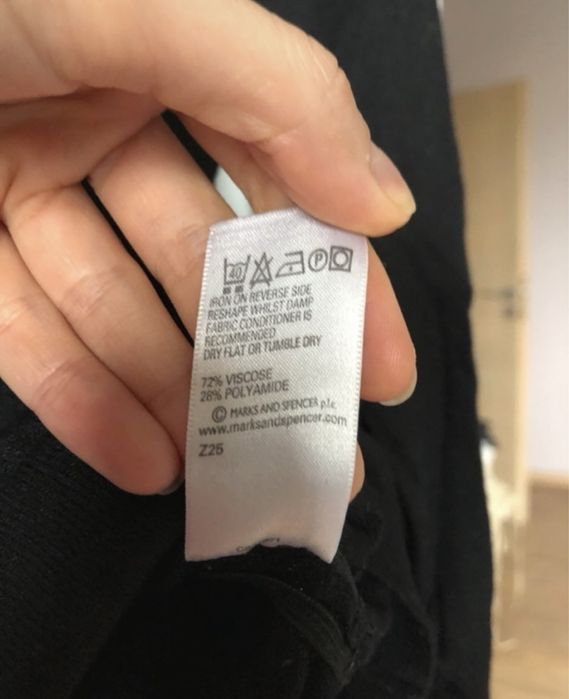 40 P
IRON ON REVERSE SIDE
RESHAPE WHILST DAMP
FABRIC CONDITIONER IS
RECOMMENDED
DRY FLAT OR TUMBLE DRY
72% VISCOSE
28% POLYAMIDE
© MARKS AND SPENCER p.l.c.
www.marksandspencer.com
Z25